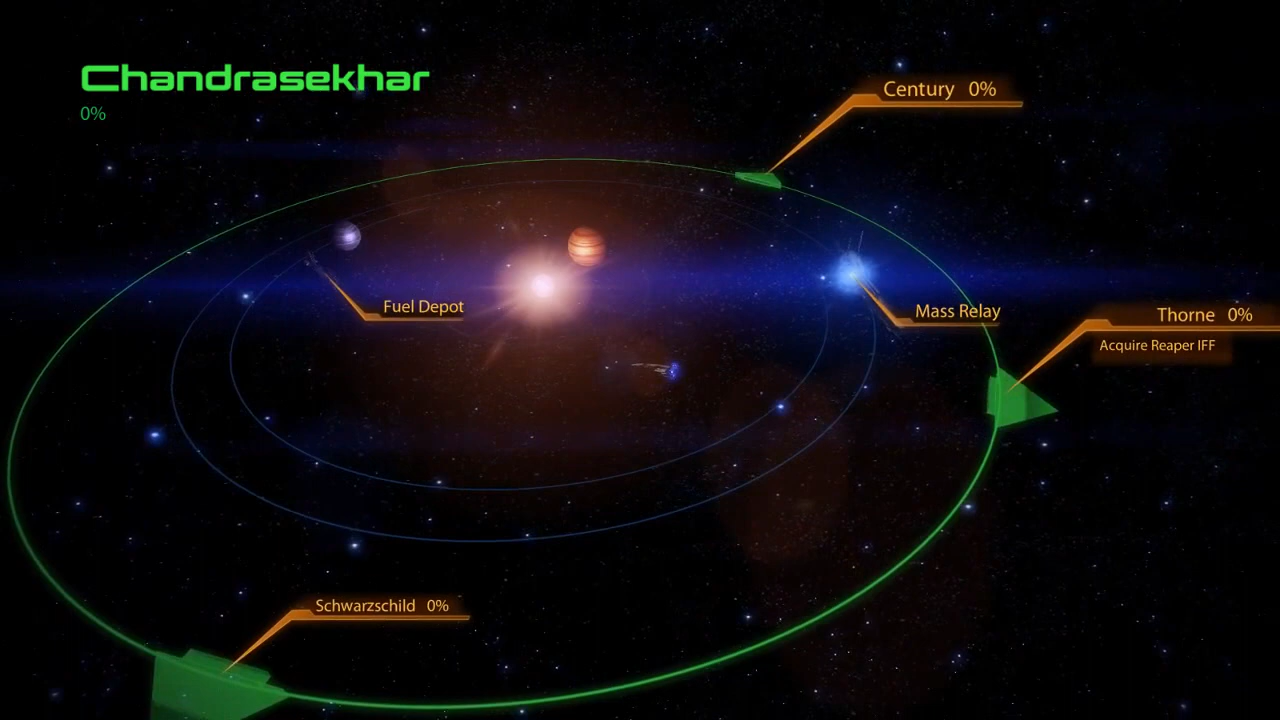 Chandrasekhar
0%
Century 0%
Fuel Depot
Mass Relay
Thorne 0%
Acquire Reaper IFF
Schwarzschild 0%